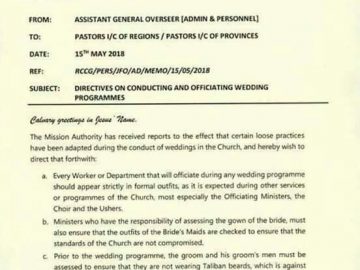 FROM: ASSISTANT GENERAL OVERSEER [ADMIN & PERSONNEL]
TO: PASTORS I/C OF REGIONS / PASTORS I/C OF PROVINCES
DATE: 15TH MAY 2018
REF: RCCG/PERS/JFO/AD/MEMO/15/05/2018
SUBJECT: DIRECTIVES ON CONDUCTING AND OFFICIATING WEDDING
PROGRAMMES
Calvary greetings in Jesus' Name.
The Mission Authority has received reports to the effect that certain loose practices
have been adapted during the conduct of weddings in the Church, and hereby wish to
direct that forthwith:
a. Every Worker or Department that will officiate during any wedding programme
should appear strictly in formal outfits, as it is expected during other services
or programmes of the Church, most especially the Officiating Ministers, the
Choir and the Ushers.
b. Ministers who have the responsibility of assessing the gown of the bride, must
also ensure that the outfits of the Bride's Maids are checked to ensure that the
standards of the Church are not compromised.
c. Prior to the wedding programme, the groom and his groom's men must be
assessed to ensure that they are not wearing Taliban beards, which is against